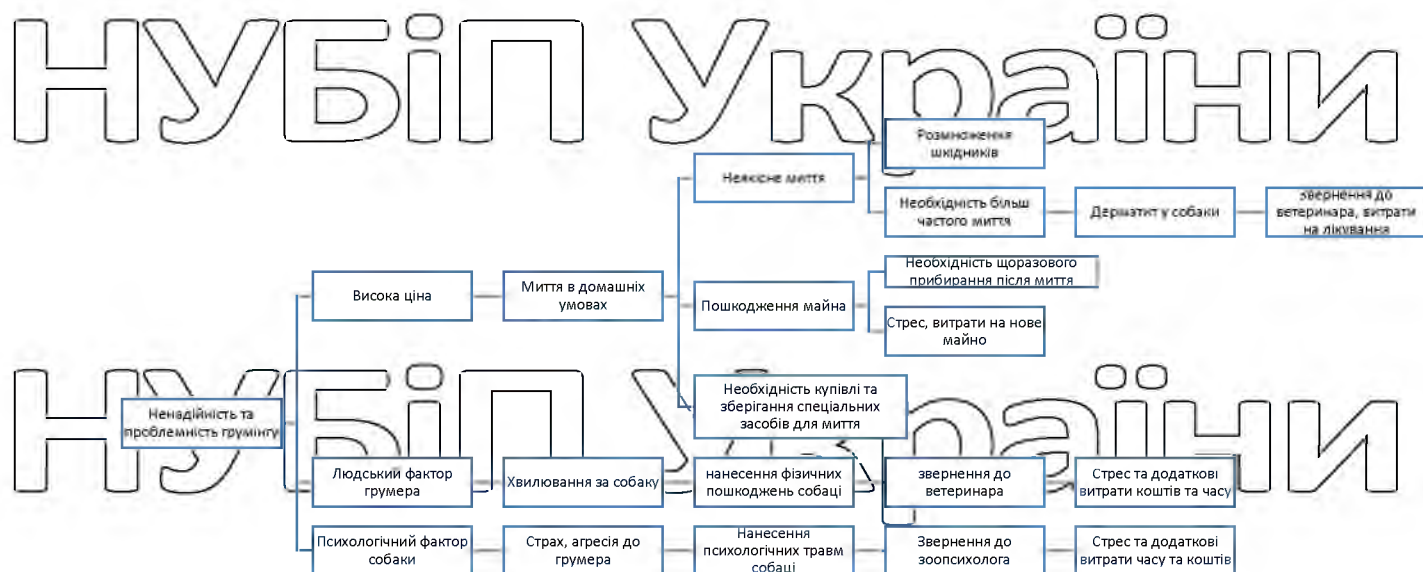 НУБіП України
Розмноження
шкідників
Неякісне миття
Необхідність більш
частого миття
Дерматит у собаки
звернення до
ветеринара, витрати
на лікування
Необхідність щоразового
прибирання після миття
Висока ціна
Миття в домашніх
умовах
Пошкодження майна
Стрес, витрати на нове
майно
НУБіП України
Необхідність купівлі та
зберігання спеціальних
засобів для миття
Ненадійність та
проблемність грумінгу
Людський фактор
грумера
Хвилювання за собаку
нанесення фізичних
пошкоджень собаці
звернення до
ветеринара
Стрес та додаткові
витрати коштів та часу
Психологічний фактор
собаки
Страх, агресія до
грумера
Нанесення
психологічних травм
собаці
Звернення до
зоопсихолога
Стрес та додаткові
витрати часу та коштів